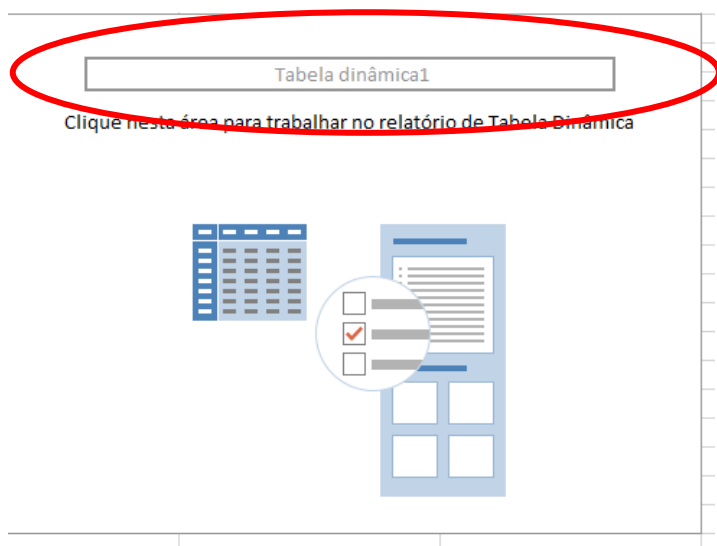 Tabela dinâmica1
Clique nesta área para trabalhar no relatório de Tabela Dinâmica